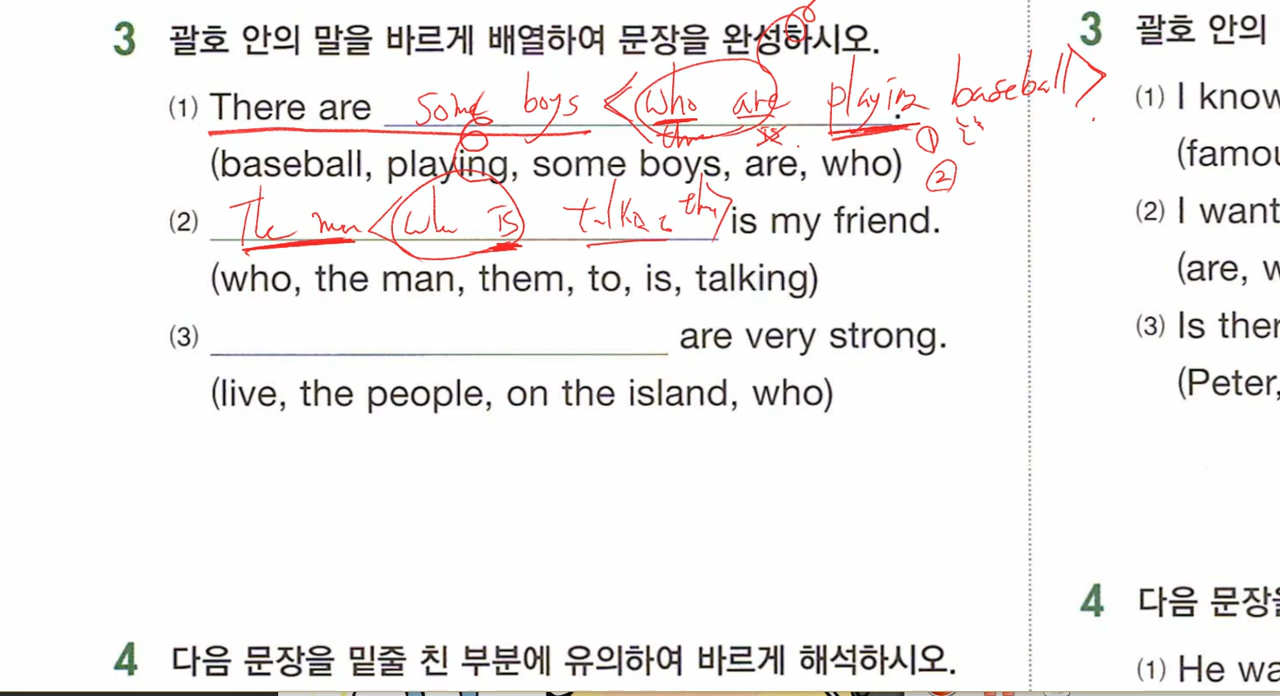 3 괄호 안의 말을 바르게 배열하여 문장을 완성하시오.
(1) There are some boys <who are playing baseball>.
(baseball, playing, some boys, are, who) ①
②
(2) The man <who is them> is my friend.
(who, the man, them, to, is, talking)
(3) are very strong.
(live, the people, on the island, who)
4 다음 문장을 밑줄 친 부분에 유의하여 바르게 해석하시오.
3 괄호 안의
(1) I know
(famou
(2) I want
(are, w
(3) Is ther
(Peter,
4 다음 문장을
(1) He wa